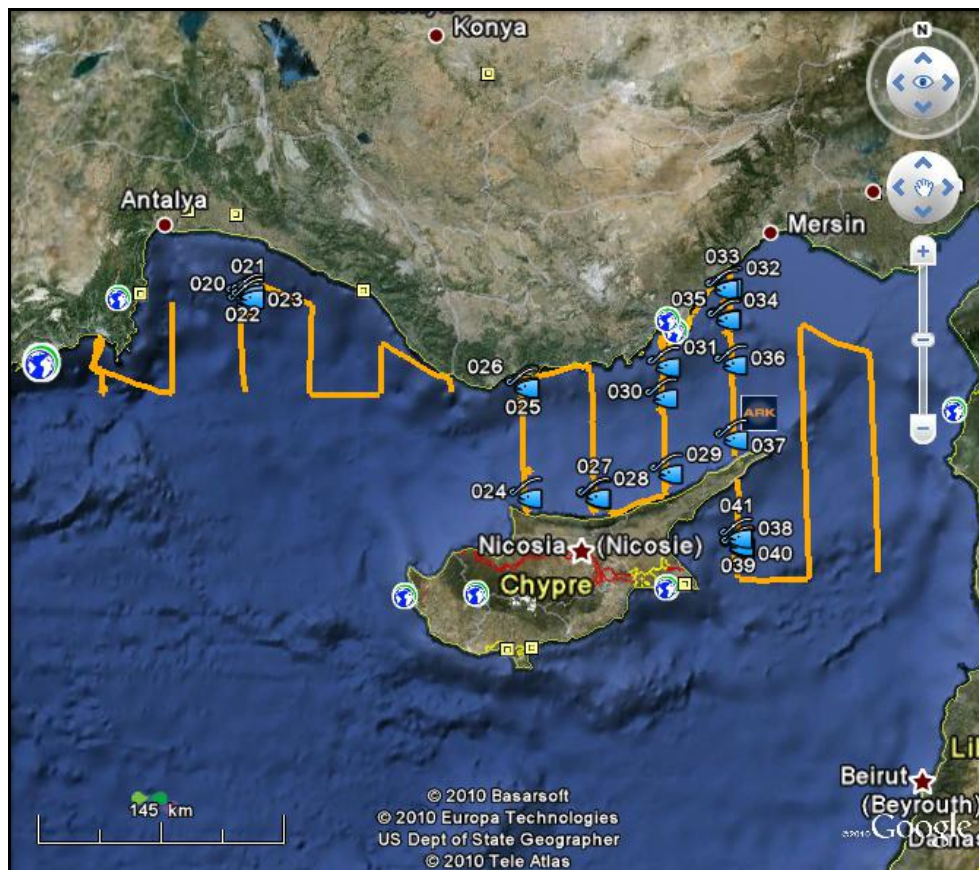 Konya
N
Antalya
Mersin
021
020
023
022
033
032
035
034
026
031
036
025
030
ARK
037
027
029
024
028
041
038
Nicosia (Nicosie)
040
039
Chypre
Beirut
(Beyrouth)
145 km
© 2010 Basarsoft
© 2010 Europa Technologies
US Dept of State Geographer
© 2010 Tele Atlas
©2010 Google